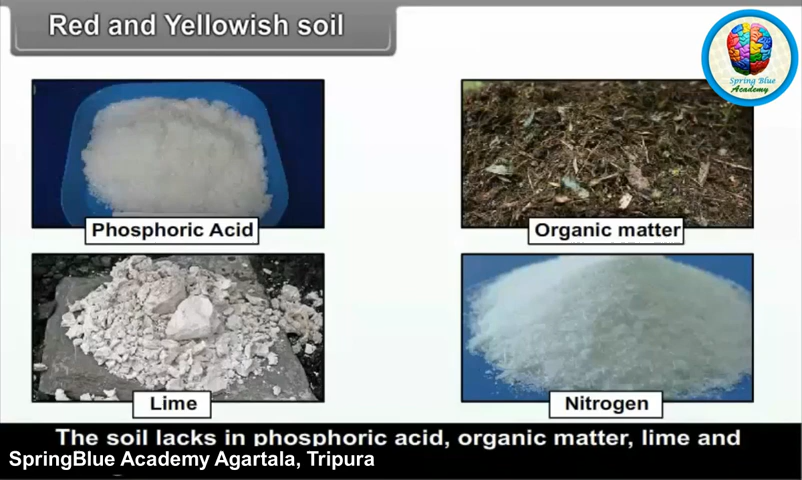 Red and Yellowish soil
Spring Blue
Academy
Phosphoric Acid
Organic matter
Lime
Nitrogen
The soil lacks in phosphoric acid, organic matter, lime and
SpringBlue Academy Agartala, Tripura